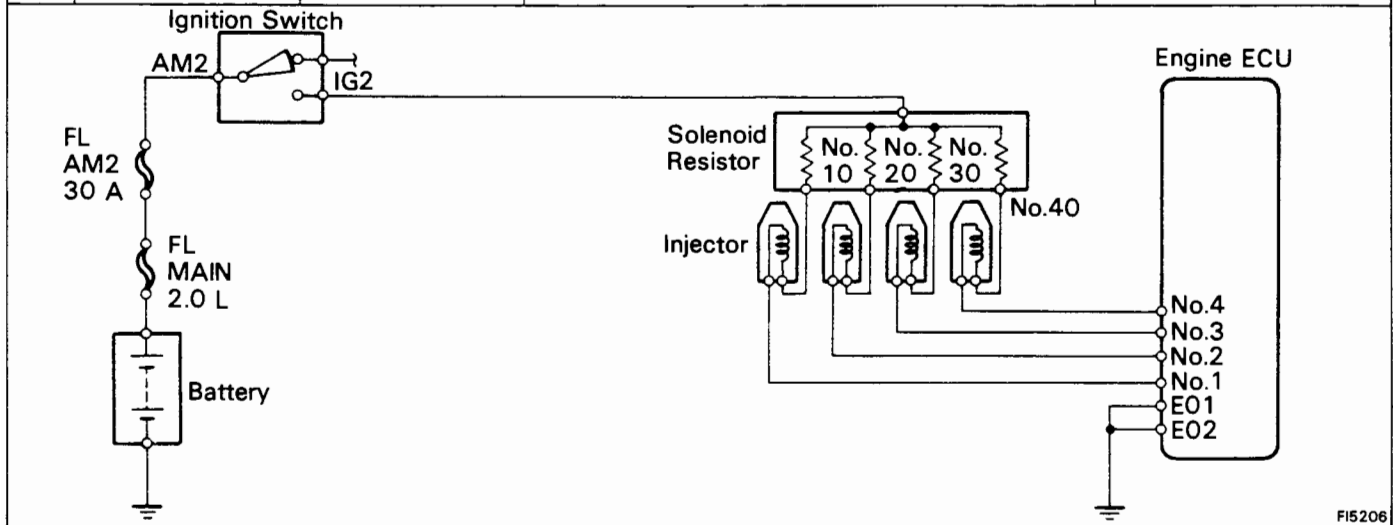 Ignition Switch
AM2
IG2
FL
AM2
30 A
FL
MAIN
2.0 L
Battery
Solenoid
Resistor
No.
10
No.
20
No.
30
No.40
Injector
Engine ECU
No.4
No.3
No.2
No.1
E01
E02
FI5206